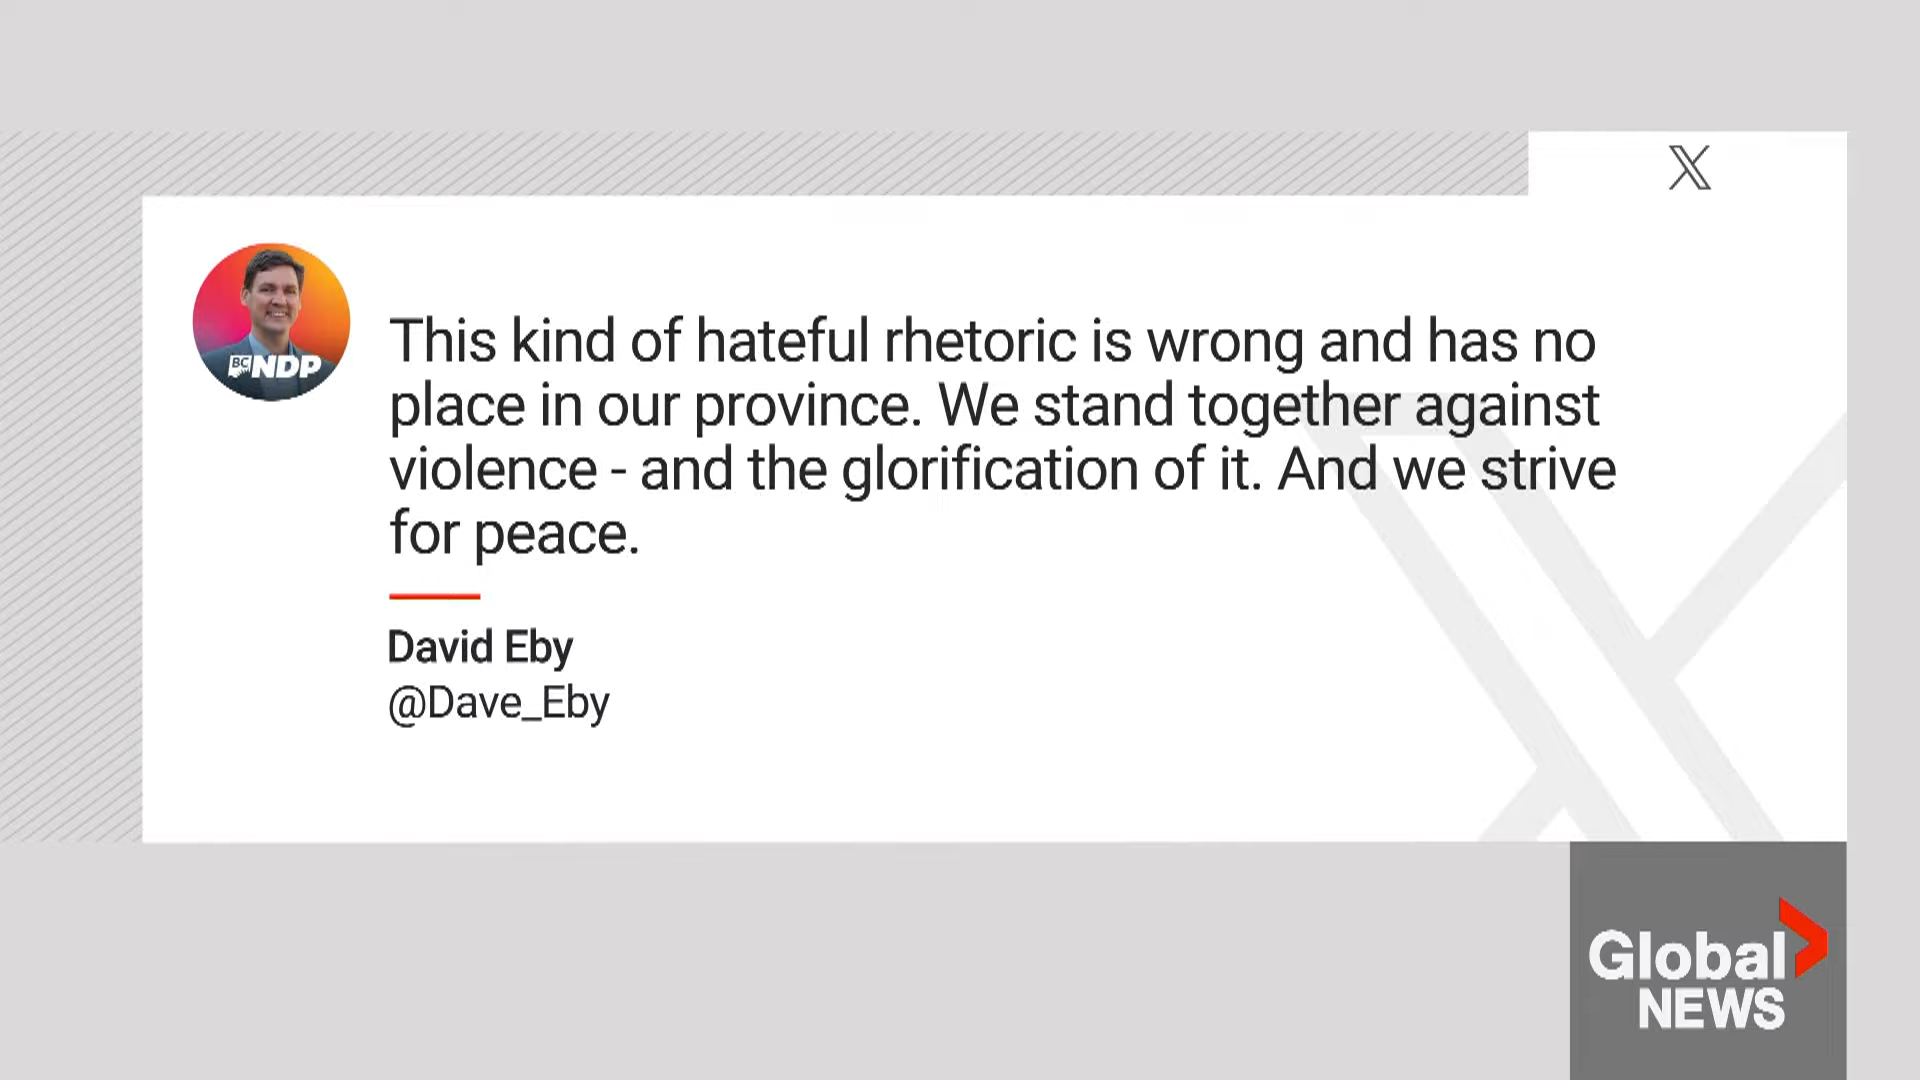 X
BC NDP
This kind of hateful rhetoric is wrong and has no
place in our province. We stand together against
violence - and the glorification of it. And we strive
for peace.
David Eby
@Dave_Eby
Global
NEWS